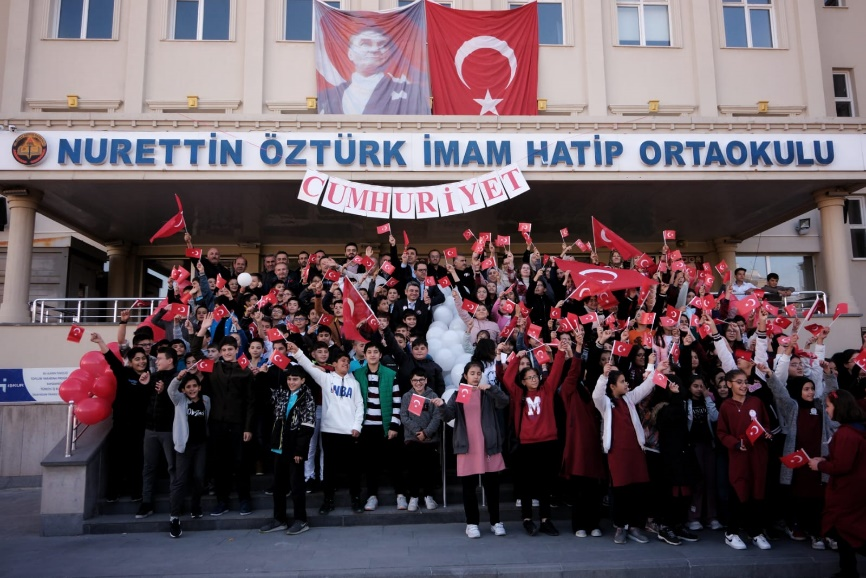 NURETTİN ÖZTÜRK İMAM HATİP ORTAOKULU
CUMHURİYET
NBA
M